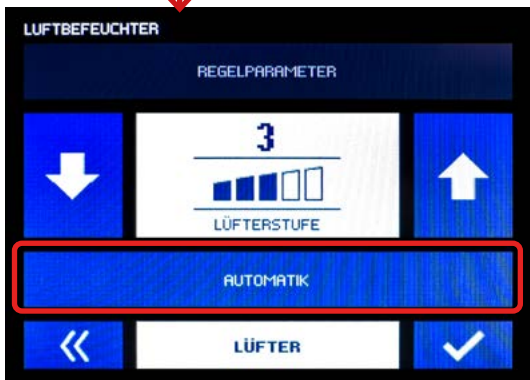 LUFTBEFEUCHTER
REGELPARAMETER
3
LÜFTERSTUFE
AUTOMATIK
LÜFTER